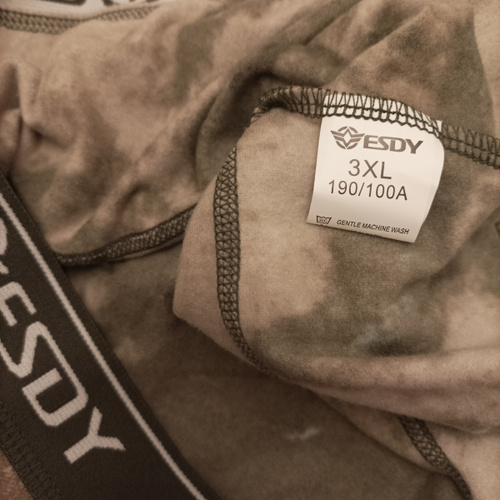 ESDY
3XL
190/100A
GENTLE MACHINE WASH
ESDY